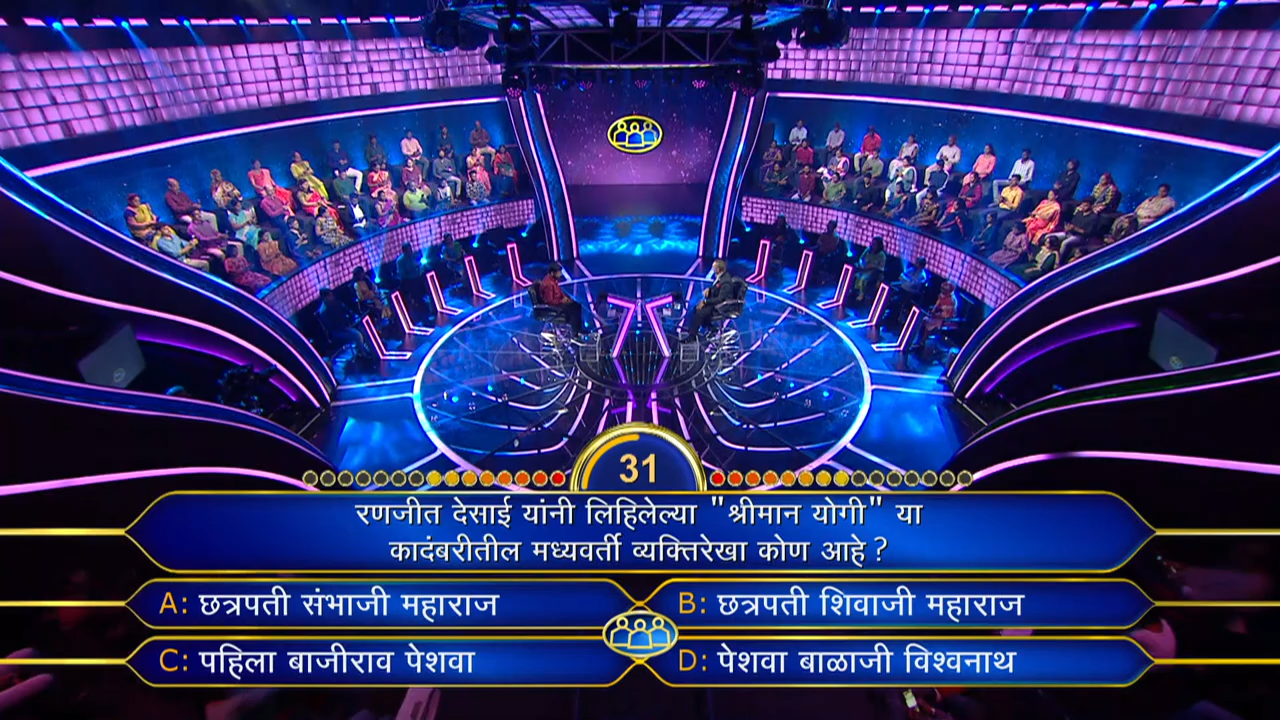 31
रणजीत देसाई यांनी लिहिलेल्या "श्रीमान योगी" या
कादंबरीतील मध्यवर्ती व्यक्तिरेखा कोण आहे ?
A: छत्रपती संभाजी महाराज
B: छत्रपती शिवाजी महाराज
C: पहिला बाजीराव पेशवा
D: पेशवा बाळाजी विश्वनाथ